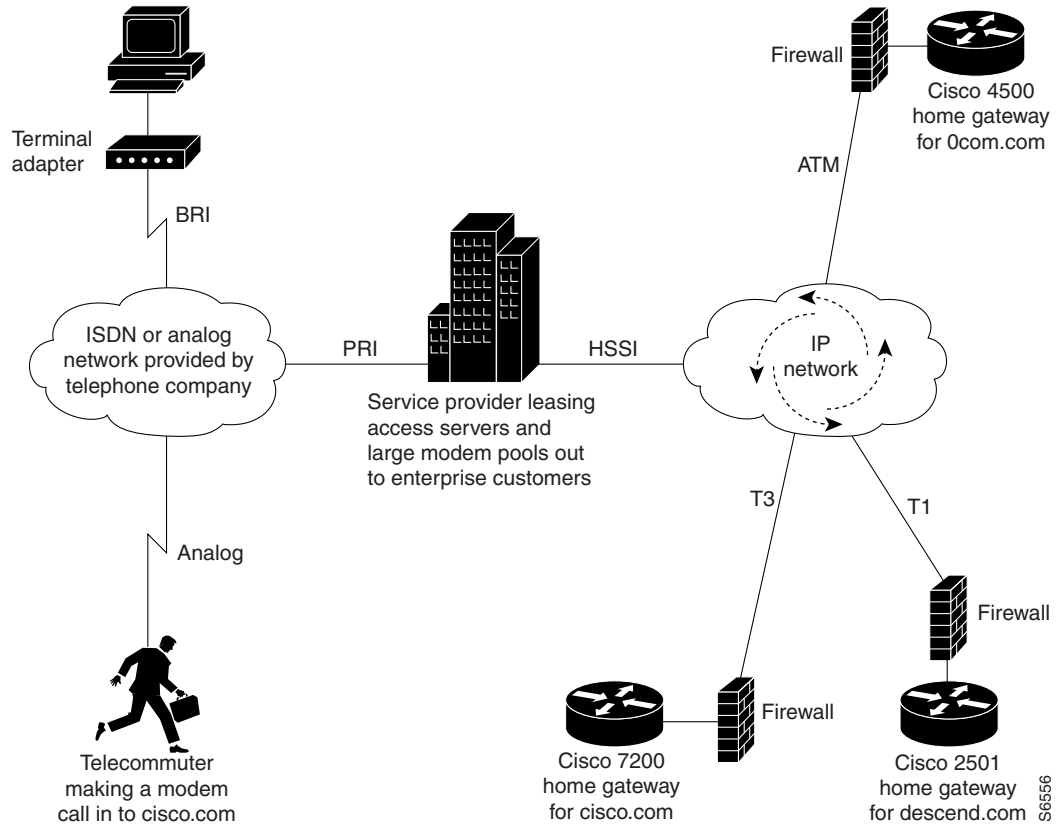 Firewall
Cisco 4500
home gateway
for 0com.com
Terminal
adapter
ATM
BRI
ISDN or analog
network provided by
telephone company
PRI
HSSI
IP
network
Service provider leasing
access servers and
large modem pools out
to enterprise customers
T3
T1
Analog
Firewall
Firewall
Telecommuter
making a modem
call in to cisco.com
Cisco 7200
home gateway
for cisco.com
Cisco 2501
home gateway
for descend.com
S6556